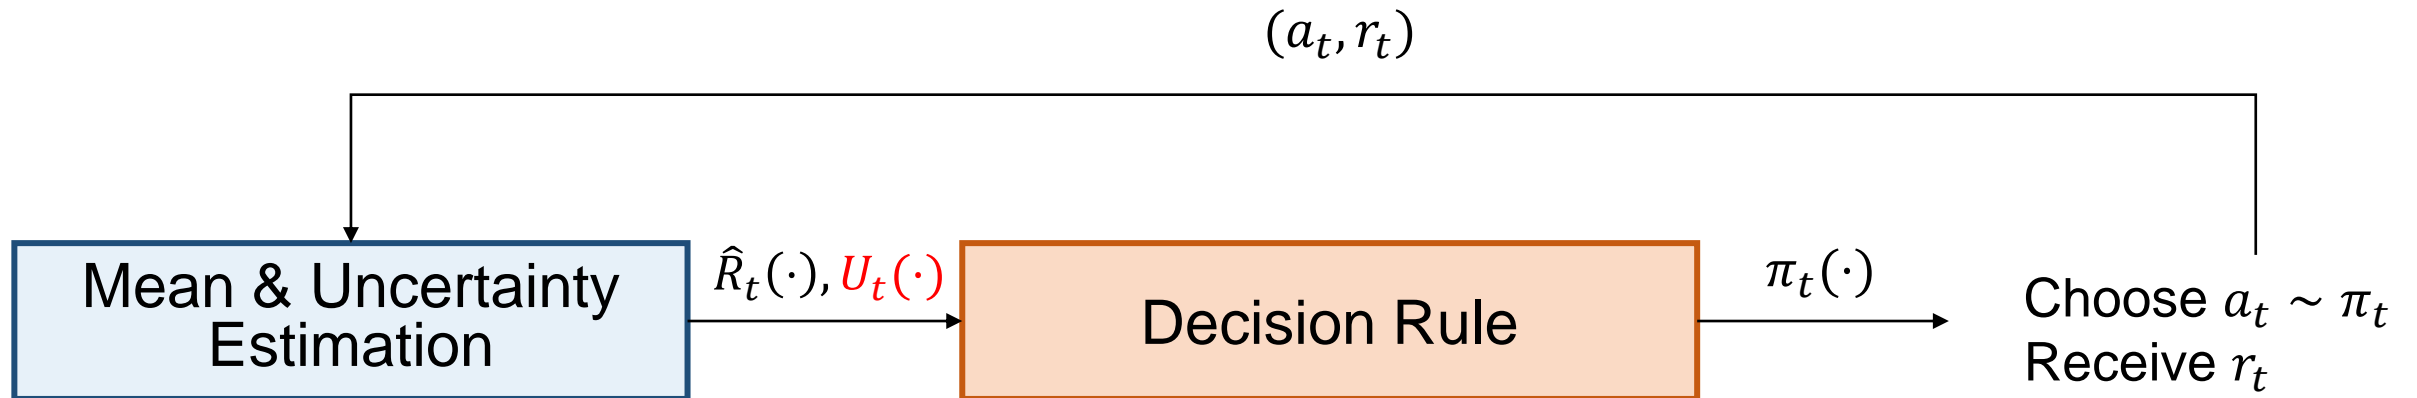 (a_t, r_t)
Mean & Uncertainty
Estimation
R̂_t(·), U_t(·)
Decision Rule
π_t(·)
Choose a_t ~ π_t
Receive r_t